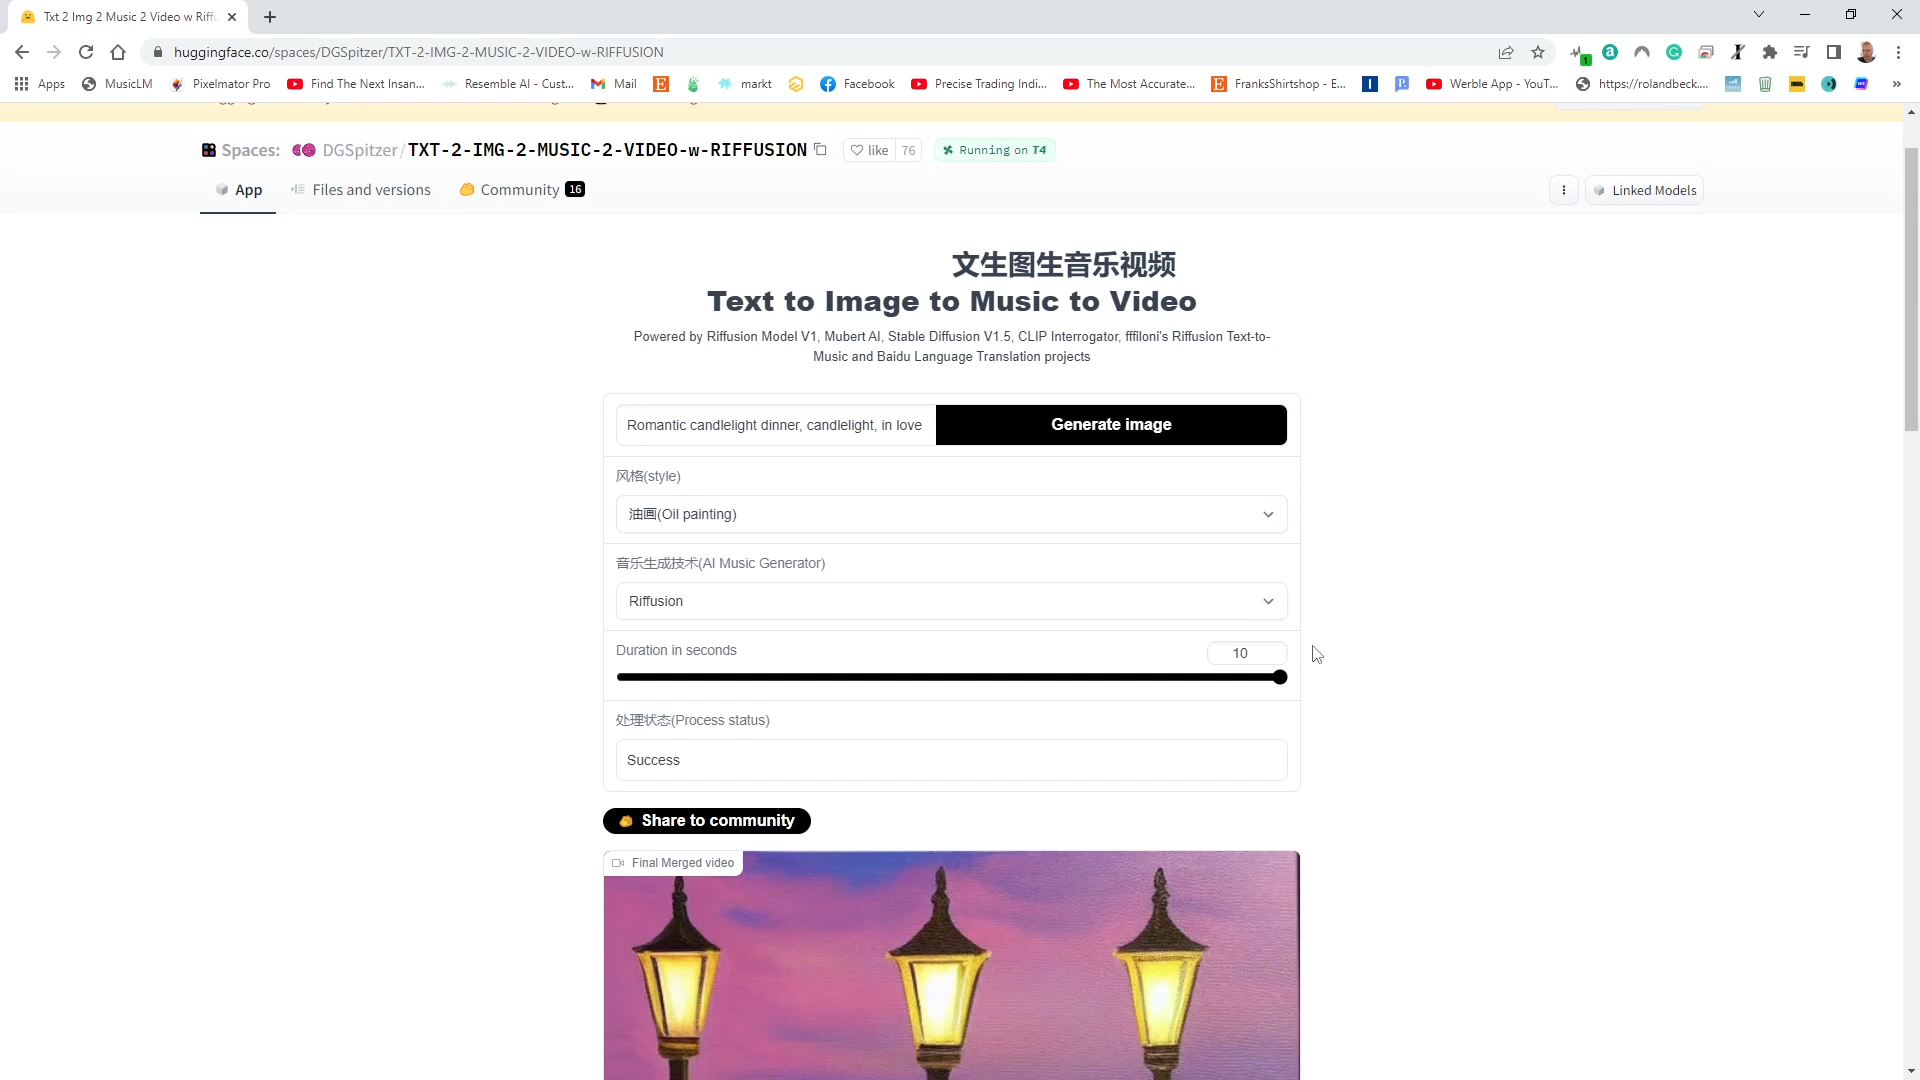 Txt 2 Img 2 Music 2 Video w Riffu
huggingface.co/spaces/DGSpitzer/TXT-2-IMG-2-MUSIC-2-VIDEO-w-RIFFUSION
1
Apps MusicLM Pixelmator Pro Find The Next Insan... Resemble AI - Cust... Mail markt Facebook Precise Trading Indi... The Most Accurate... FranksShirtshop - E... Werble App - YouT... https://rolandbeck.... »
Spaces: DGSpitzer/TXT-2-IMG-2-MUSIC-2-VIDEO-w-RIFFUSION like 76 Running on T4
App Files and versions Community 16 Linked Models
文生图生音乐视频
Text to Image to Music to Video
Powered by Riffusion Model V1, Mubert AI, Stable Diffusion V1.5, CLIP Interrogator, fffiloni's Riffusion Text-to-
Music and Baidu Language Translation projects
Romantic candlelight dinner, candlelight, in love Generate image
风格(style)
油画(Oil painting)
音乐生成技术(AI Music Generator)
Riffusion
Duration in seconds 10
处理状态(Process status)
Success
Share to community
Final Merged video